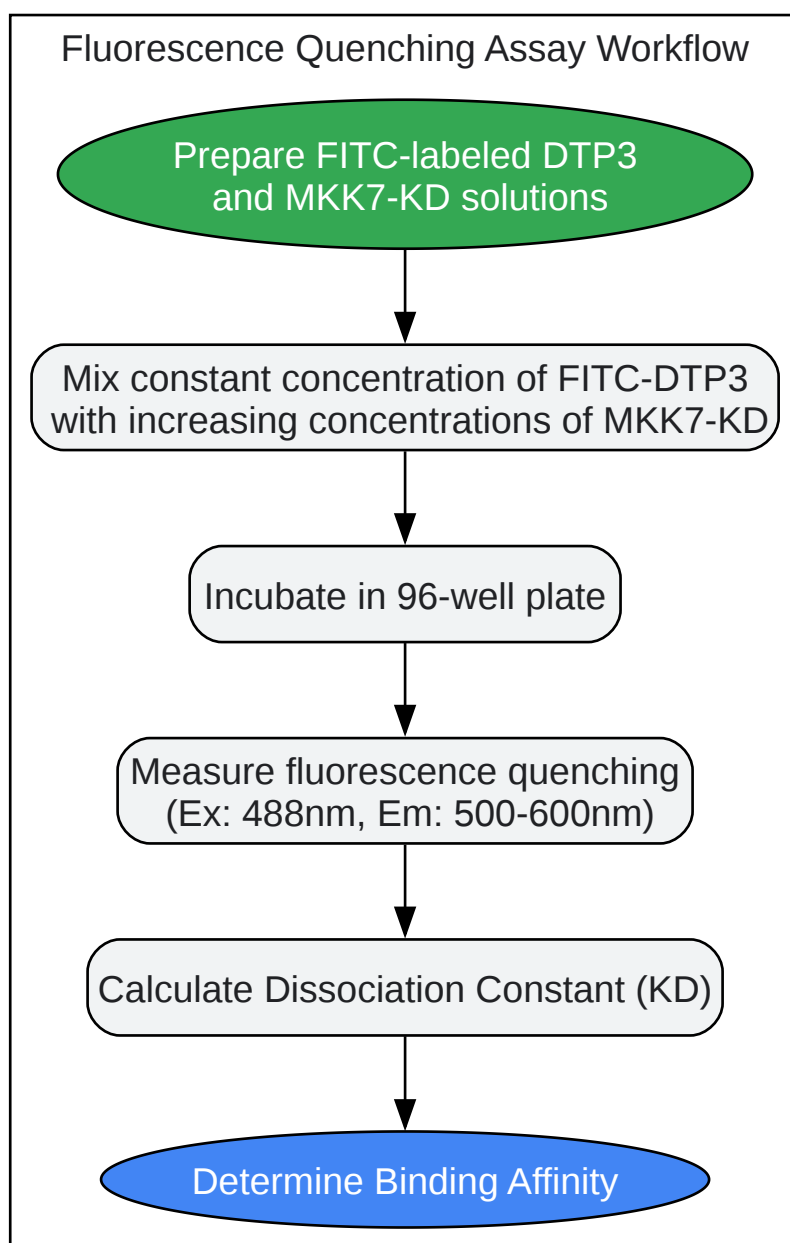 Fluorescence Quenching Assay Workflow
Prepare FITC-labeled DTP3
and MKK7-KD solutions
Mix constant concentration of FITC-DTP3
with increasing concentrations of MKK7-KD
Incubate in 96-well plate
Measure fluorescence quenching
(Ex: 488nm, Em: 500-600nm)
Calculate Dissociation Constant (KD)
Determine Binding Affinity